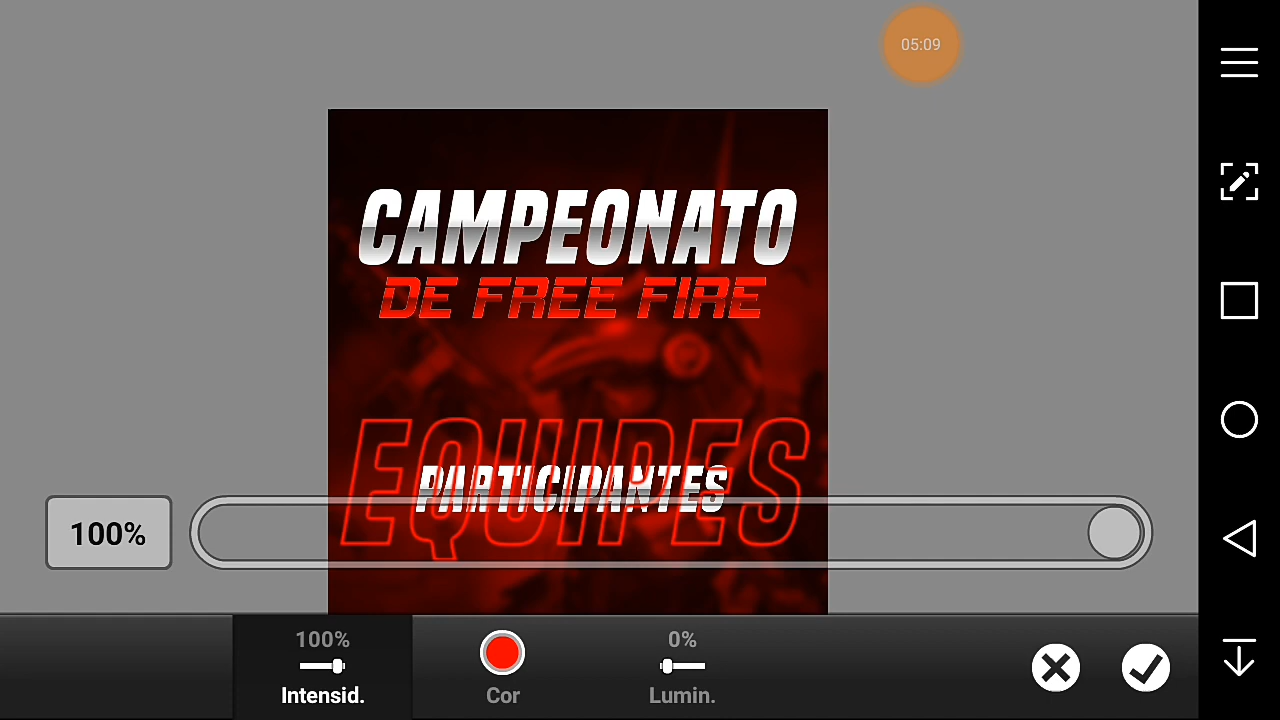 05:09
CAMPEONATO
DE FREE FIRE
EQUIPES
PARTICIPANTES
100%
100%
0%
Intensid.
Cor
Lumin.